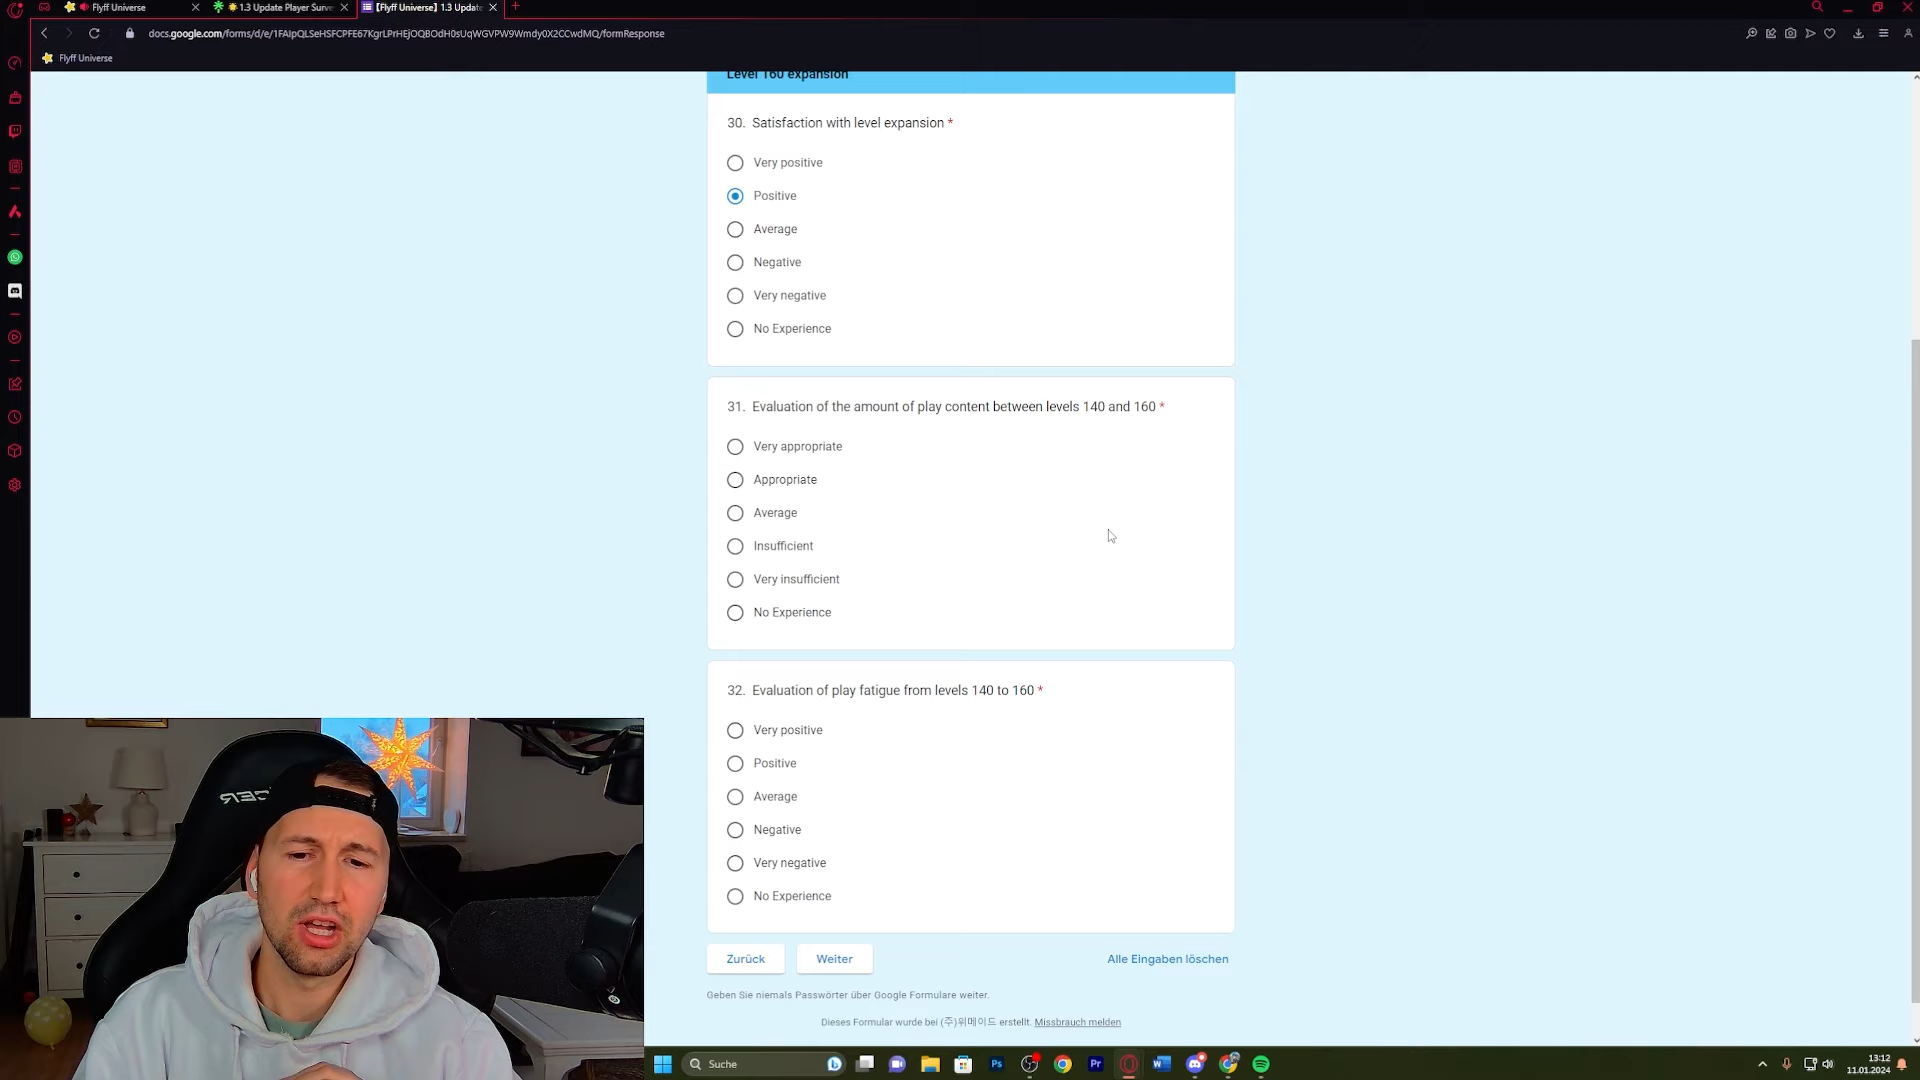 Flyff Universe
1.3 Update Player Surve
[Flyff Universe] 1.3 Update
docs.google.com/forms/d/e/1FAIpQLSeHSFCPFE67KgrLPrHEjOQBOdH0sUqWGVPW9Wmdy0X2CCwdMQ/formResponse
Flyff Universe
Level 160 expansion
30. Satisfaction with level expansion *
Very positive
Positive
Average
Negative
Very negative
No Experience
31. Evaluation of the amount of play content between levels 140 and 160 *
Very appropriate
Appropriate
Average
Insufficient
Very insufficient
No Experience
32. Evaluation of play fatigue from levels 140 to 160 *
Very positive
Positive
Average
Negative
Very negative
No Experience
Zurück
Weiter
Alle Eingaben löschen
Geben Sie niemals Passwörter über Google Formulare weiter.
Dieses Formular wurde bei (주)위메이드 erstellt. Missbrauch melden
Suche
Ps
Pr
13:12
11.01.2024